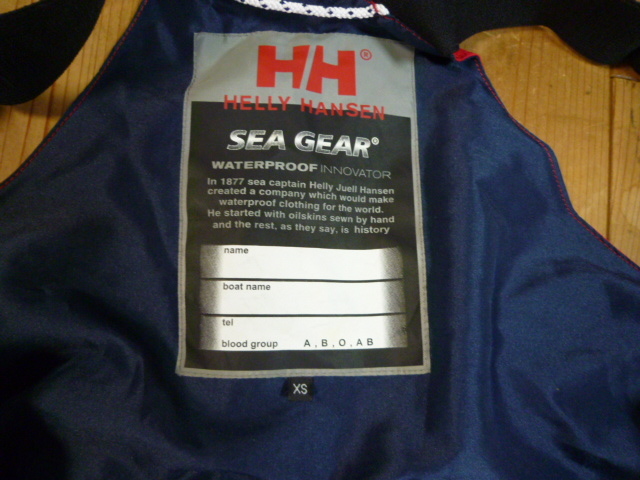 HH®
HELLY HANSEN
SEA GEAR®
WATERPROOF INNOVATOR
In 1877 sea captain Helly Juell Hansen
created a company which would make
waterproof clothing for the world.
He started with oilskins sewn by hand
and the rest, as they say, is history
name
boat name
tel
blood group A, B, O, AB
XS